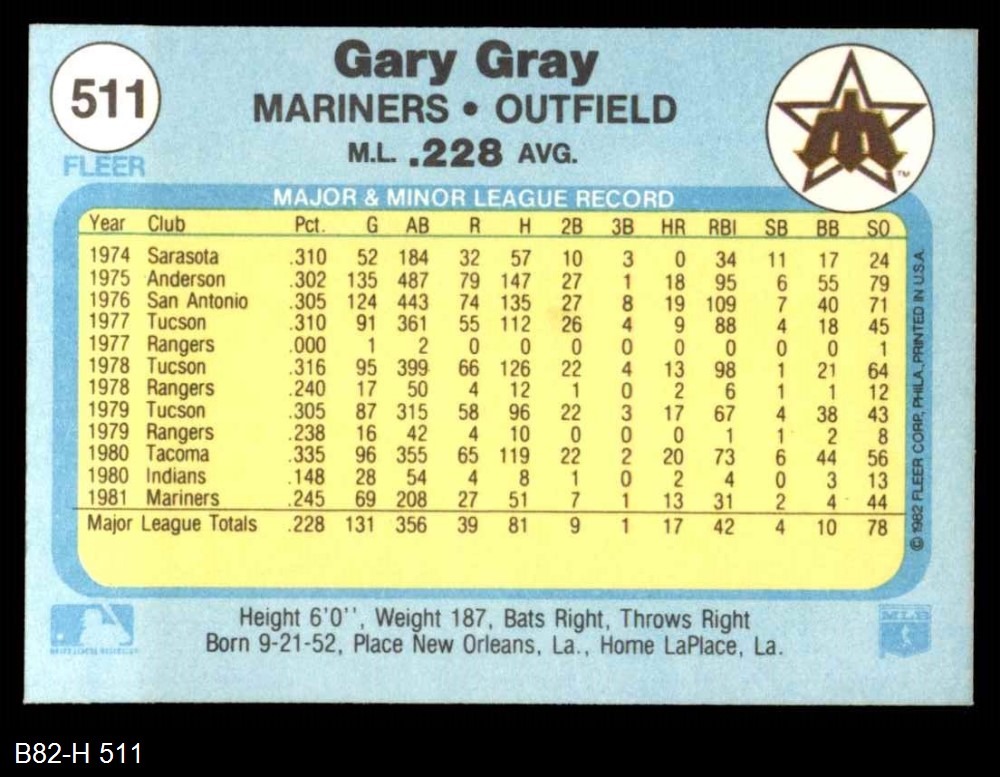 511
FLEER
Gary Gray
MARINERS • OUTFIELD
M.L. .228 AVG.
TM
MAJOR & MINOR LEAGUE RECORD
Year Club Pct. G AB R H 2B 3B HR RBI SB BB SO
1974 Sarasota .310 52 184 32 57 10 3 0 34 11 17 24
1975 Anderson .302 135 487 79 147 27 1 18 95 6 55 79
1976 San Antonio .305 124 443 74 135 27 8 19 109 7 40 71
1977 Tucson .310 91 361 55 112 26 4 9 88 4 18 45
1977 Rangers .000 1 2 0 0 0 0 0 0 0 0 1
1978 Tucson .316 95 399 66 126 22 4 13 98 1 21 64
1978 Rangers .240 17 50 4 12 1 0 2 6 1 1 12
1979 Tucson .305 87 315 58 96 22 3 17 67 4 38 43
1979 Rangers .238 16 42 4 10 0 0 0 1 1 2 8
1980 Tacoma .335 96 355 65 119 22 2 20 73 6 44 56
1980 Indians .148 28 54 4 8 1 0 2 4 0 3 13
1981 Mariners .245 69 208 27 51 7 1 13 31 2 4 44
Major League Totals .228 131 356 39 81 9 1 17 42 4 10 78
© 1982 FLEER CORP., PHILA., PRINTED IN U.S.A.
Height 6'0'', Weight 187, Bats Right, Throws Right
Born 9-21-52, Place New Orleans, La., Home LaPlace, La.
MLB
B82-H 511